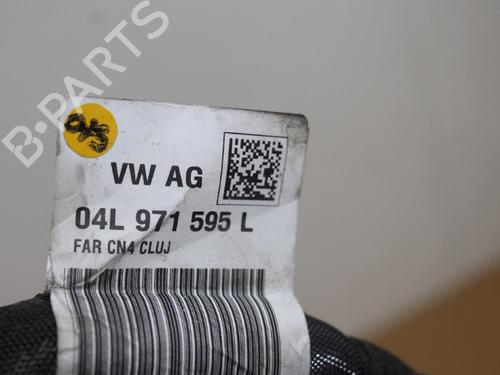 B-PARTS
VW AG
04L 971 595 L
FAR CN4 CLUJ